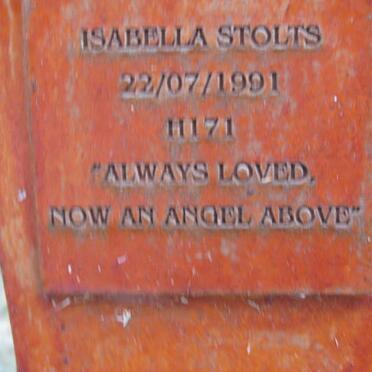 ISABELLA STOLTS
22/07/1991
H171
"ALWAYS LOVED,
NOW AN ANGEL ABOVE"